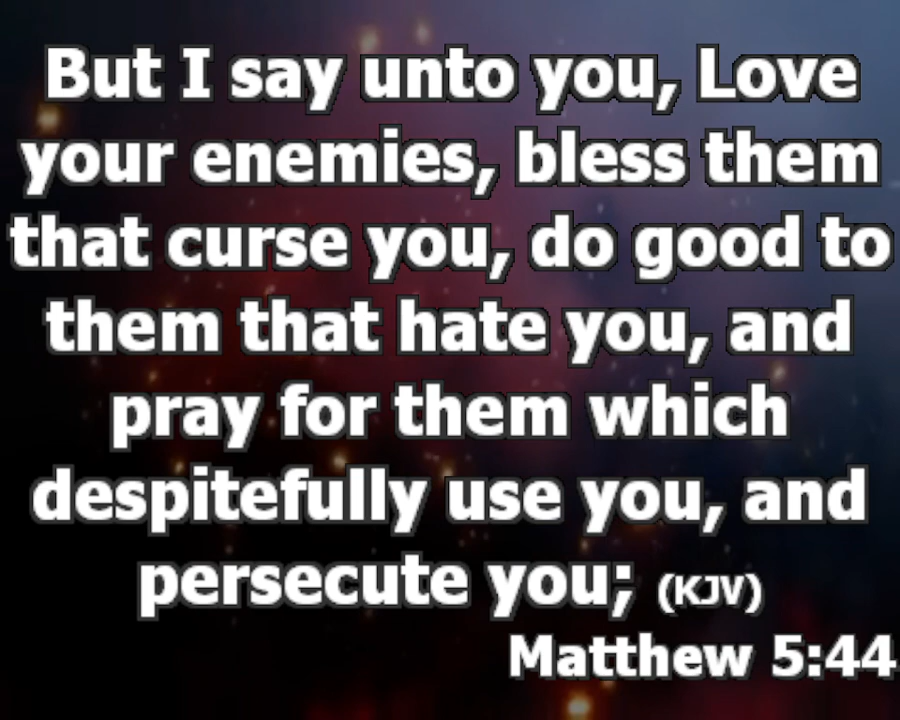 But I say unto you, Love
your enemies, bless them
that curse you, do good to
them that hate you, and
pray for them which
despitefully use you, and
persecute you; (KJV)
Matthew 5:44